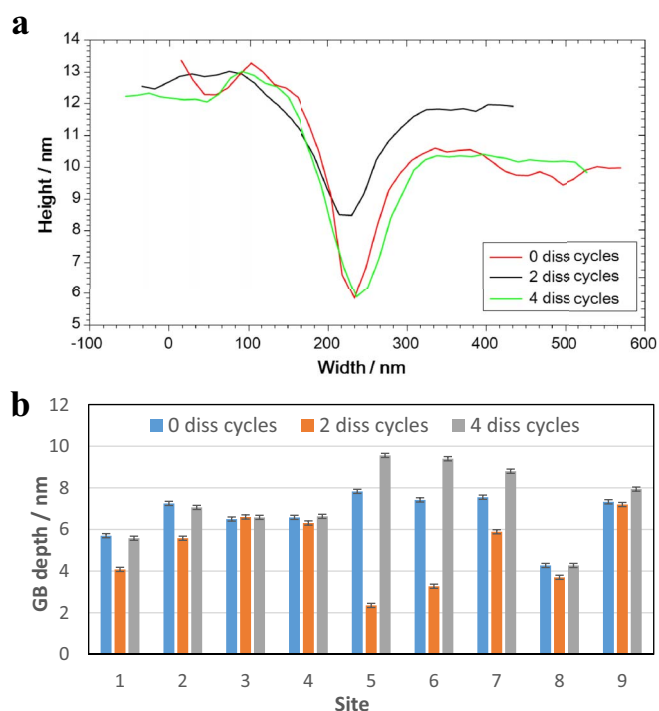 a
14
13
12
11
10
9
8
7
6
5
Height / nm
-100 0 100 200 300 400 500 600
Width / nm
0 diss cycles
2 diss cycles
4 diss cycles
b
12
10
8
6
4
2
0
GB depth / nm
0 diss cycles 2 diss cycles 4 diss cycles
1 2 3 4 5 6 7 8 9
Site